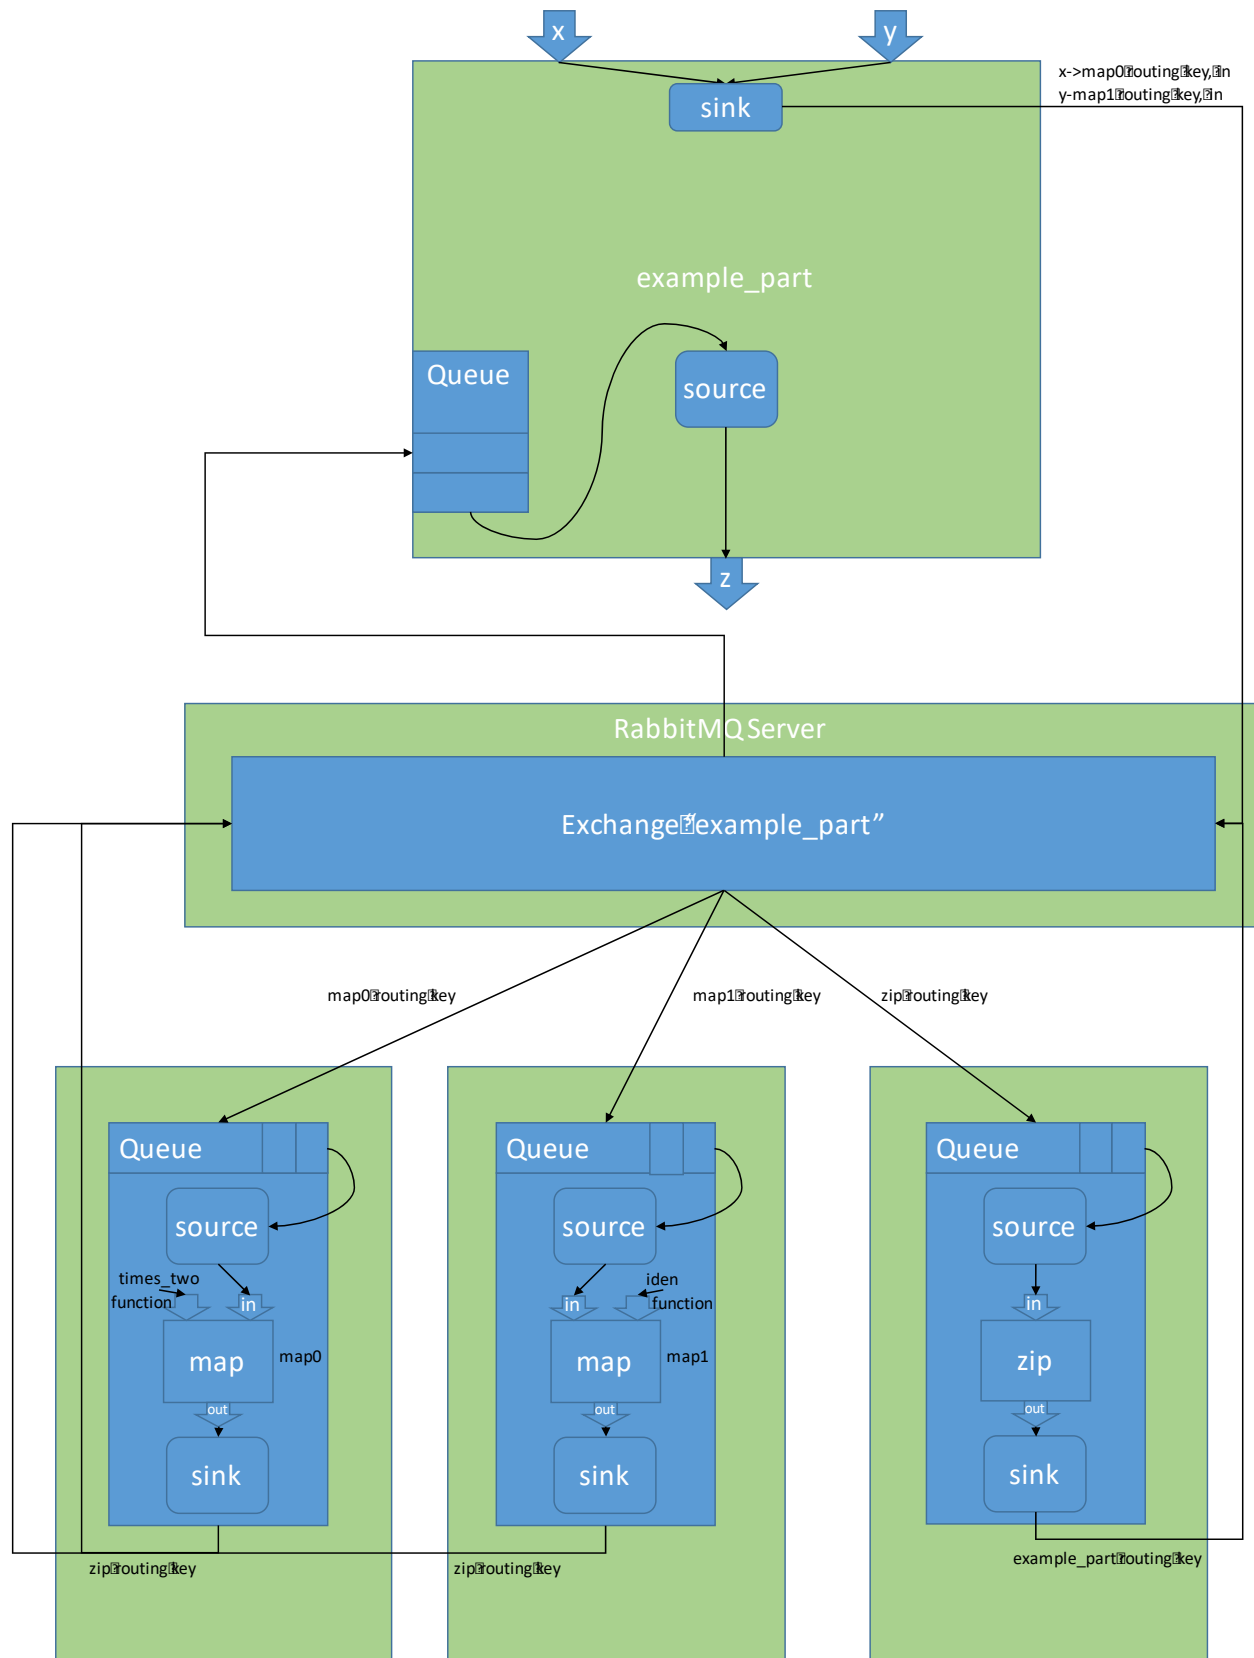 x
y
x->map0 routing key, in
y-map1 routing key, in
sink
example_part
Queue
source
z
RabbitMQ Server
Exchange “example_part”
map0 routing key
map1 routing key
zip routing key
Queue
Queue
Queue
source
source
source
times_two
function
in
in
iden
function
in
map
map0
map
map1
zip
out
out
out
sink
sink
sink
zip routing key
zip routing key
example_part routing key